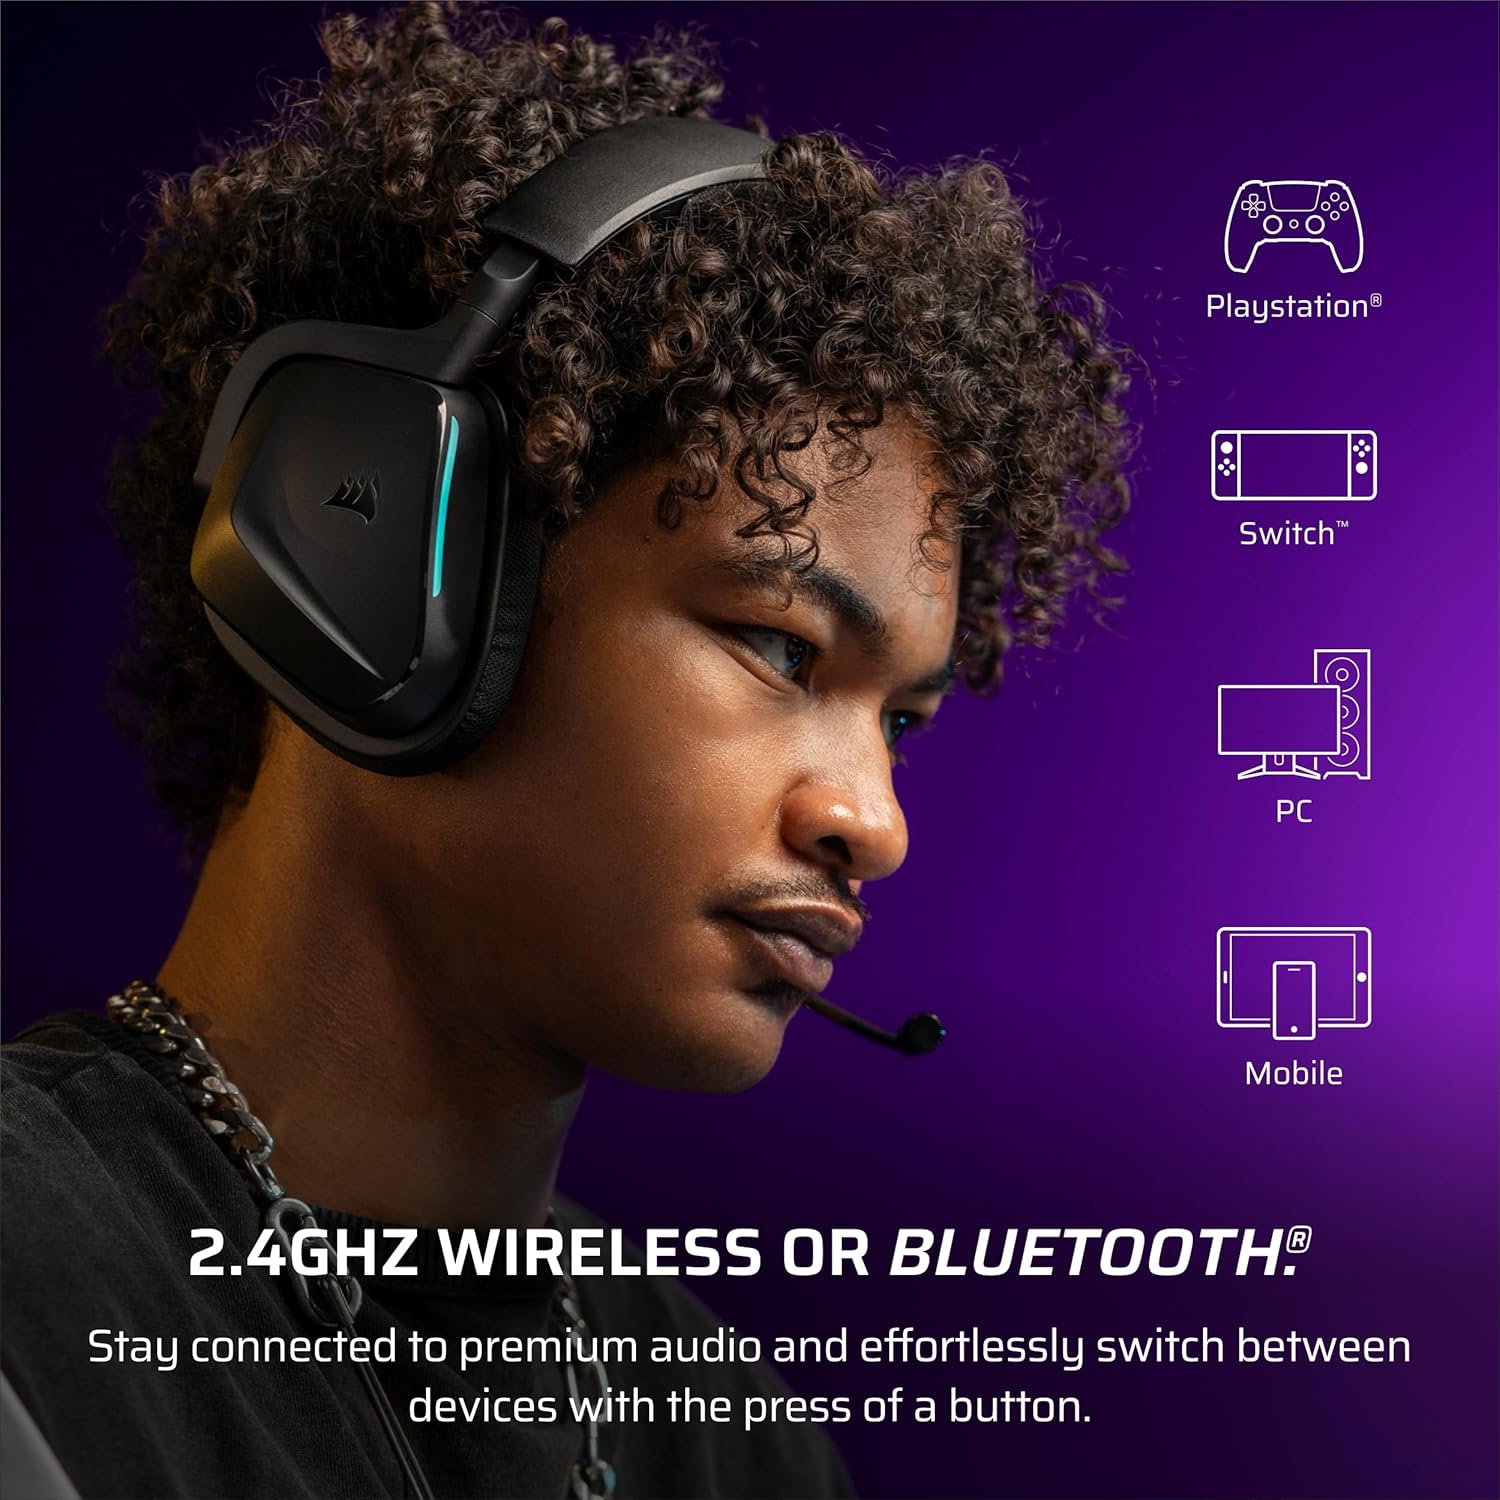 Playstation®
Switch™
PC
Mobile
2.4GHZ WIRELESS OR BLUETOOTH.®
Stay connected to premium audio and effortlessly switch between
devices with the press of a button.